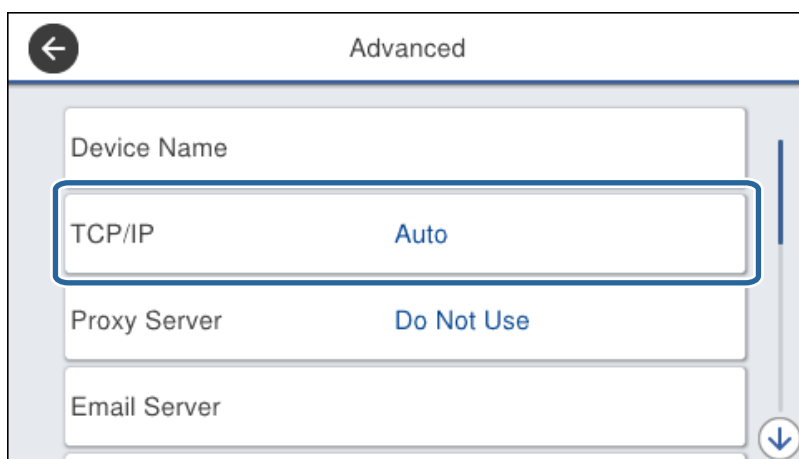 Advanced
Device Name
TCP/IP Auto
Proxy Server Do Not Use
Email Server